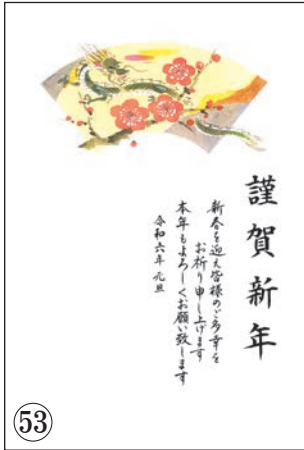 謹賀新年
新春を迎え皆様のご多幸を
お祈り申し上げます
本年もよろしくお願い致します
令和六年 元旦
53